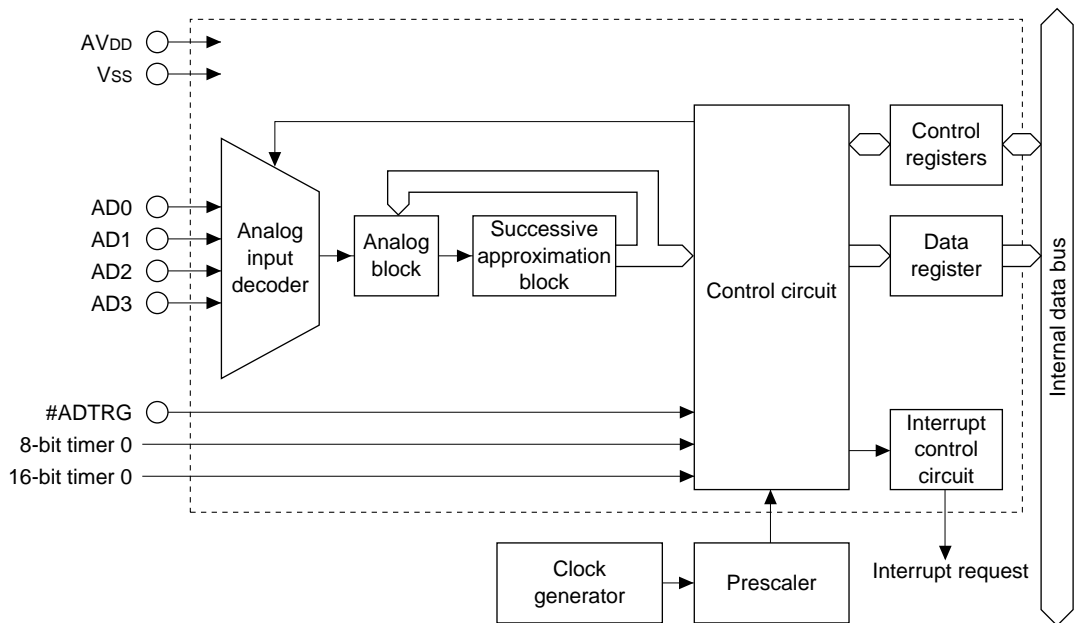 AVDD
VSS
AD0
AD1
AD2
AD3
Analog
input
decoder
Analog
block
Successive
approximation
block
Control circuit
Control
registers
Data
register
Internal data bus
#ADTRG
8-bit timer 0
16-bit timer 0
Interrupt
control
circuit
Clock
generator
Prescaler
Interrupt request